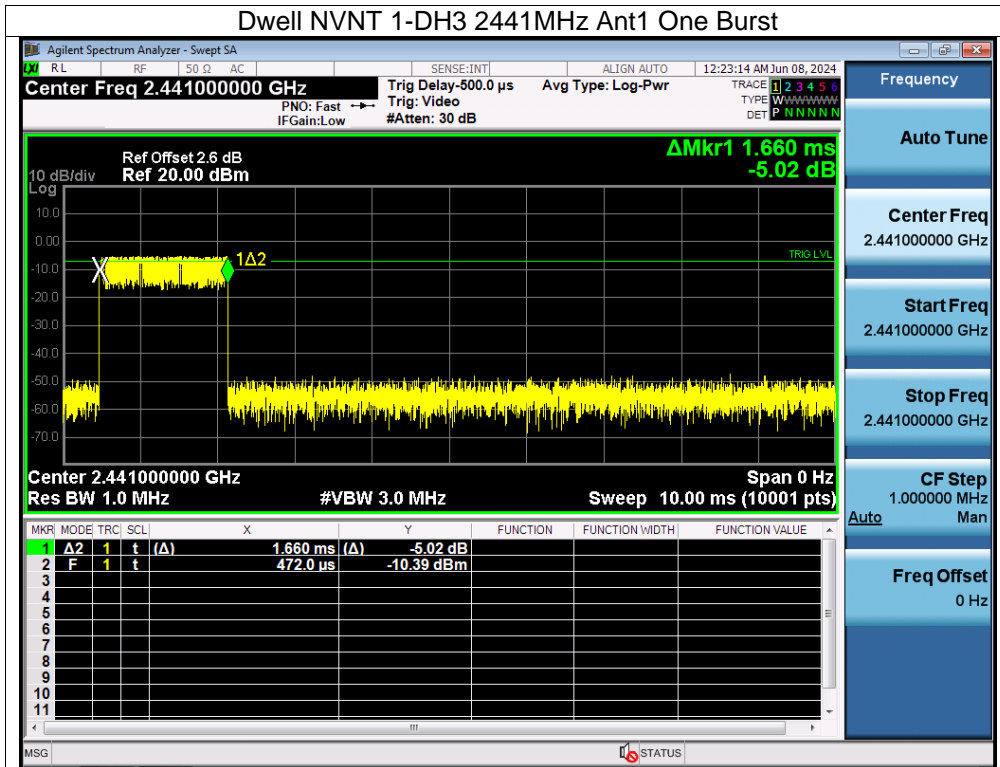 Dwell NVNT 1-DH3 2441MHz Ant1 One Burst
Agilent Spectrum Analyzer - Swept SA
LXI RL RF 50 Ω AC SENSE:INT ALIGN AUTO 12:23:14 AM Jun 08, 2024
Center Freq 2.441000000 GHz
PNO: Fast
IFGain:Low
Trig Delay-500.0 µs
Trig: Video
#Atten: 30 dB
Avg Type: Log-Pwr
TRACE 1 2 3 4 5 6
TYPE WWWWWW
DET P N N N N N
Frequency
Auto Tune
Center Freq
2.441000000 GHz
Start Freq
2.441000000 GHz
Stop Freq
2.441000000 GHz
CF Step
1.000000 MHz
Auto Man
Freq Offset
0 Hz
ΔMkr1 1.660 ms
-5.02 dB
Ref Offset 2.6 dB
10 dB/div Ref 20.00 dBm
Log
10.0
0.00
-10.0
-20.0
-30.0
-40.0
-50.0
-60.0
-70.0
1Δ2
TRIG LVL
Center 2.441000000 GHz Span 0 Hz
Res BW 1.0 MHz #VBW 3.0 MHz Sweep 10.00 ms (10001 pts)
MKR MODE TRC SCL X Y FUNCTION FUNCTION WIDTH FUNCTION VALUE
1 Δ2 1 t (Δ) 1.660 ms (Δ) -5.02 dB
2 F 1 t 472.0 µs -10.39 dBm
3
4
5
6
7
8
9
10
11
MSG STATUS